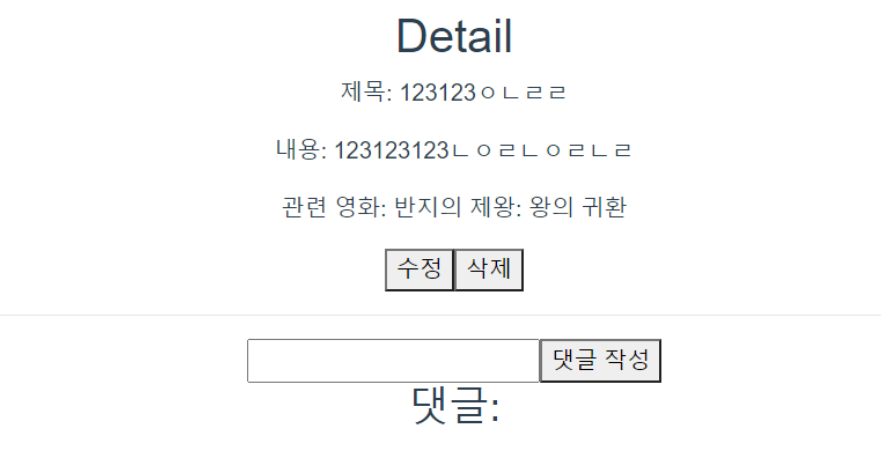 Detail
제목: 123123ㅇㄴㄹㄹ
내용: 123123123ㄴㅇㄹㄴㅇㄹㄴㄹ
관련 영화: 반지의 제왕: 왕의 귀환
수정 삭제
댓글 작성
댓글: